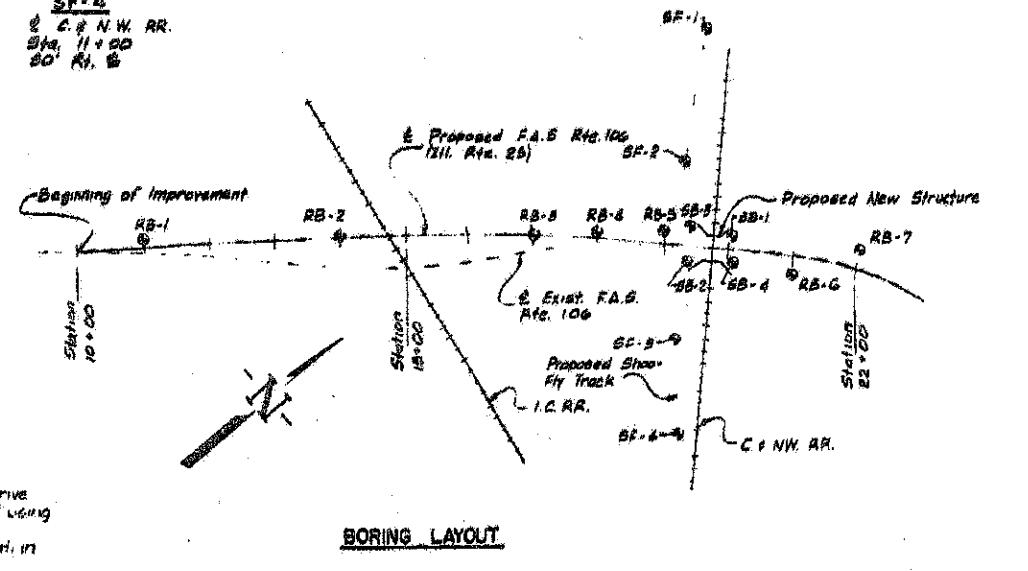 SF-4
℄ C. & N.W. RR.
Sta. 11+00
80' Rt. ℄
SF-1
℄ Proposed F.A.S Rte. 106
(Ill. Rte. 25)
SF-2
Beginning of Improvement
Proposed New Structure
RB-1
RB-2
RB-3
RB-4
RB-5
SB-3
SB-1
RB-7
SB-2
SB-4
RB-6
℄ Exist. F.A.S.
Rte. 106
Station
10+00
Station
15+00
Station
22+00
SF-3
Proposed Shoo-
Fly Track
I.C. RR.
SF-4
C. & NW. RR.
N
rive
using
BORING LAYOUT